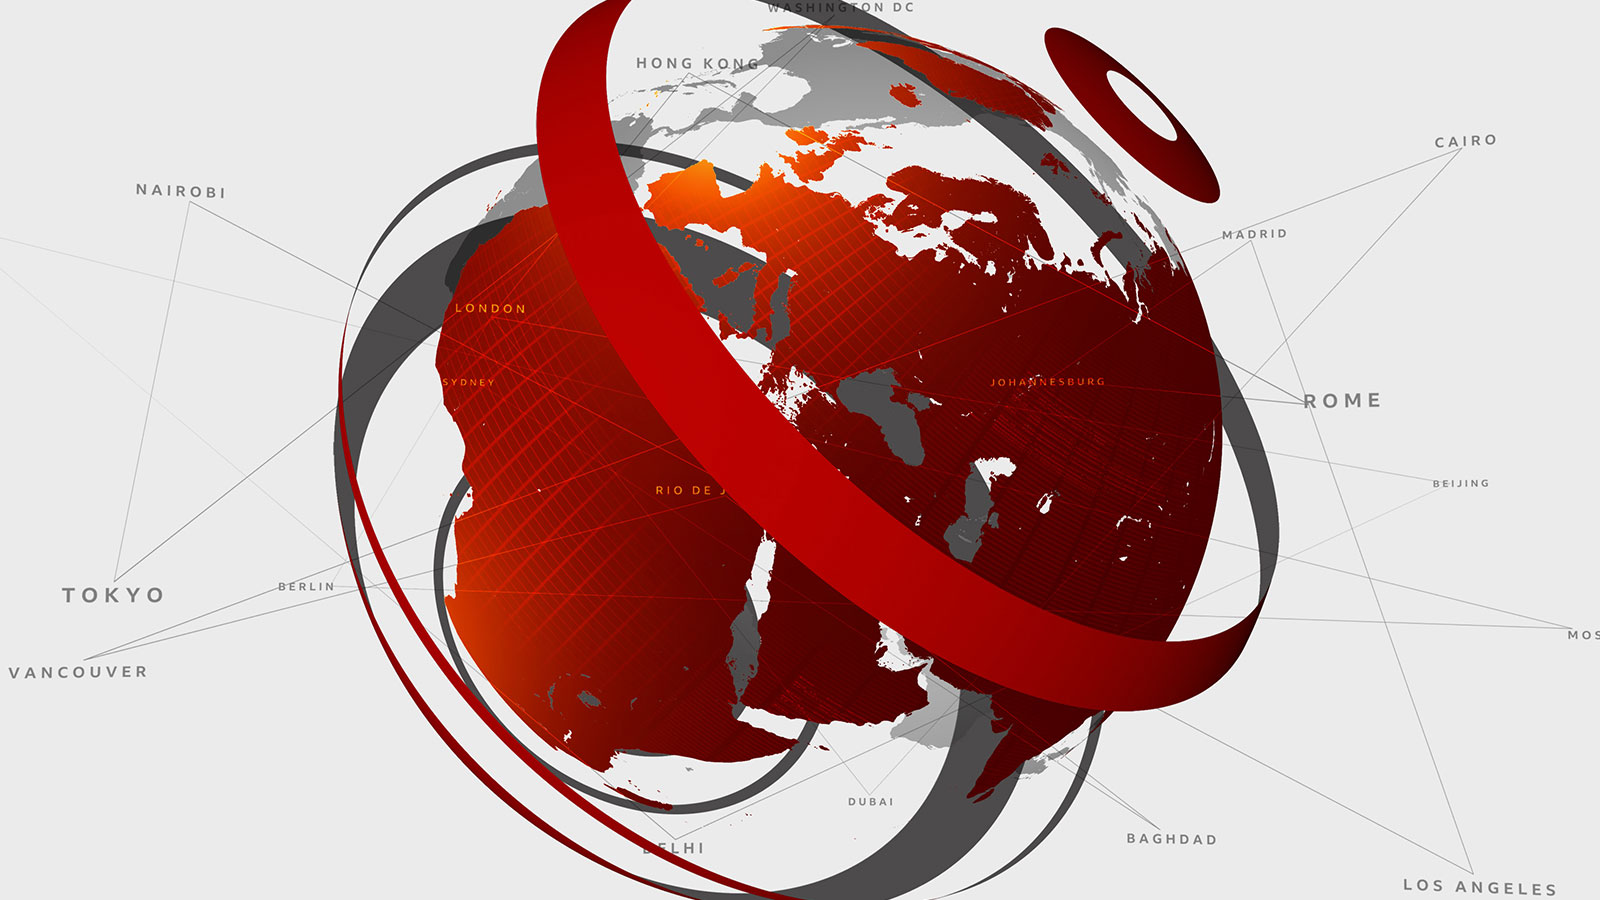 WASHINGTON DC
HONG KONG
CAIRO
NAIROBI
MADRID
LONDON
SYDNEY
JOHANNESBURG
ROME
BEIJING
RIO DE J
BERLIN
TOKYO
MOS
VANCOUVER
DUBAI
BAGHDAD
DELHI
LOS ANGELES